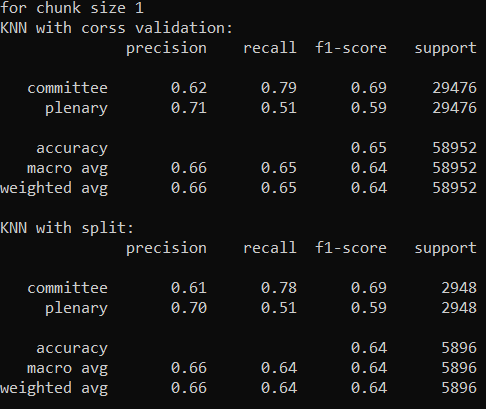 for chunk size 1
KNN with corss validation:
precision recall f1-score support
committee 0.62 0.79 0.69 29476
plenary 0.71 0.51 0.59 29476
accuracy 0.65 58952
macro avg 0.66 0.65 0.64 58952
weighted avg 0.66 0.65 0.64 58952
KNN with split:
precision recall f1-score support
committee 0.61 0.78 0.69 2948
plenary 0.70 0.51 0.59 2948
accuracy 0.64 5896
macro avg 0.66 0.64 0.64 5896
weighted avg 0.66 0.64 0.64 5896